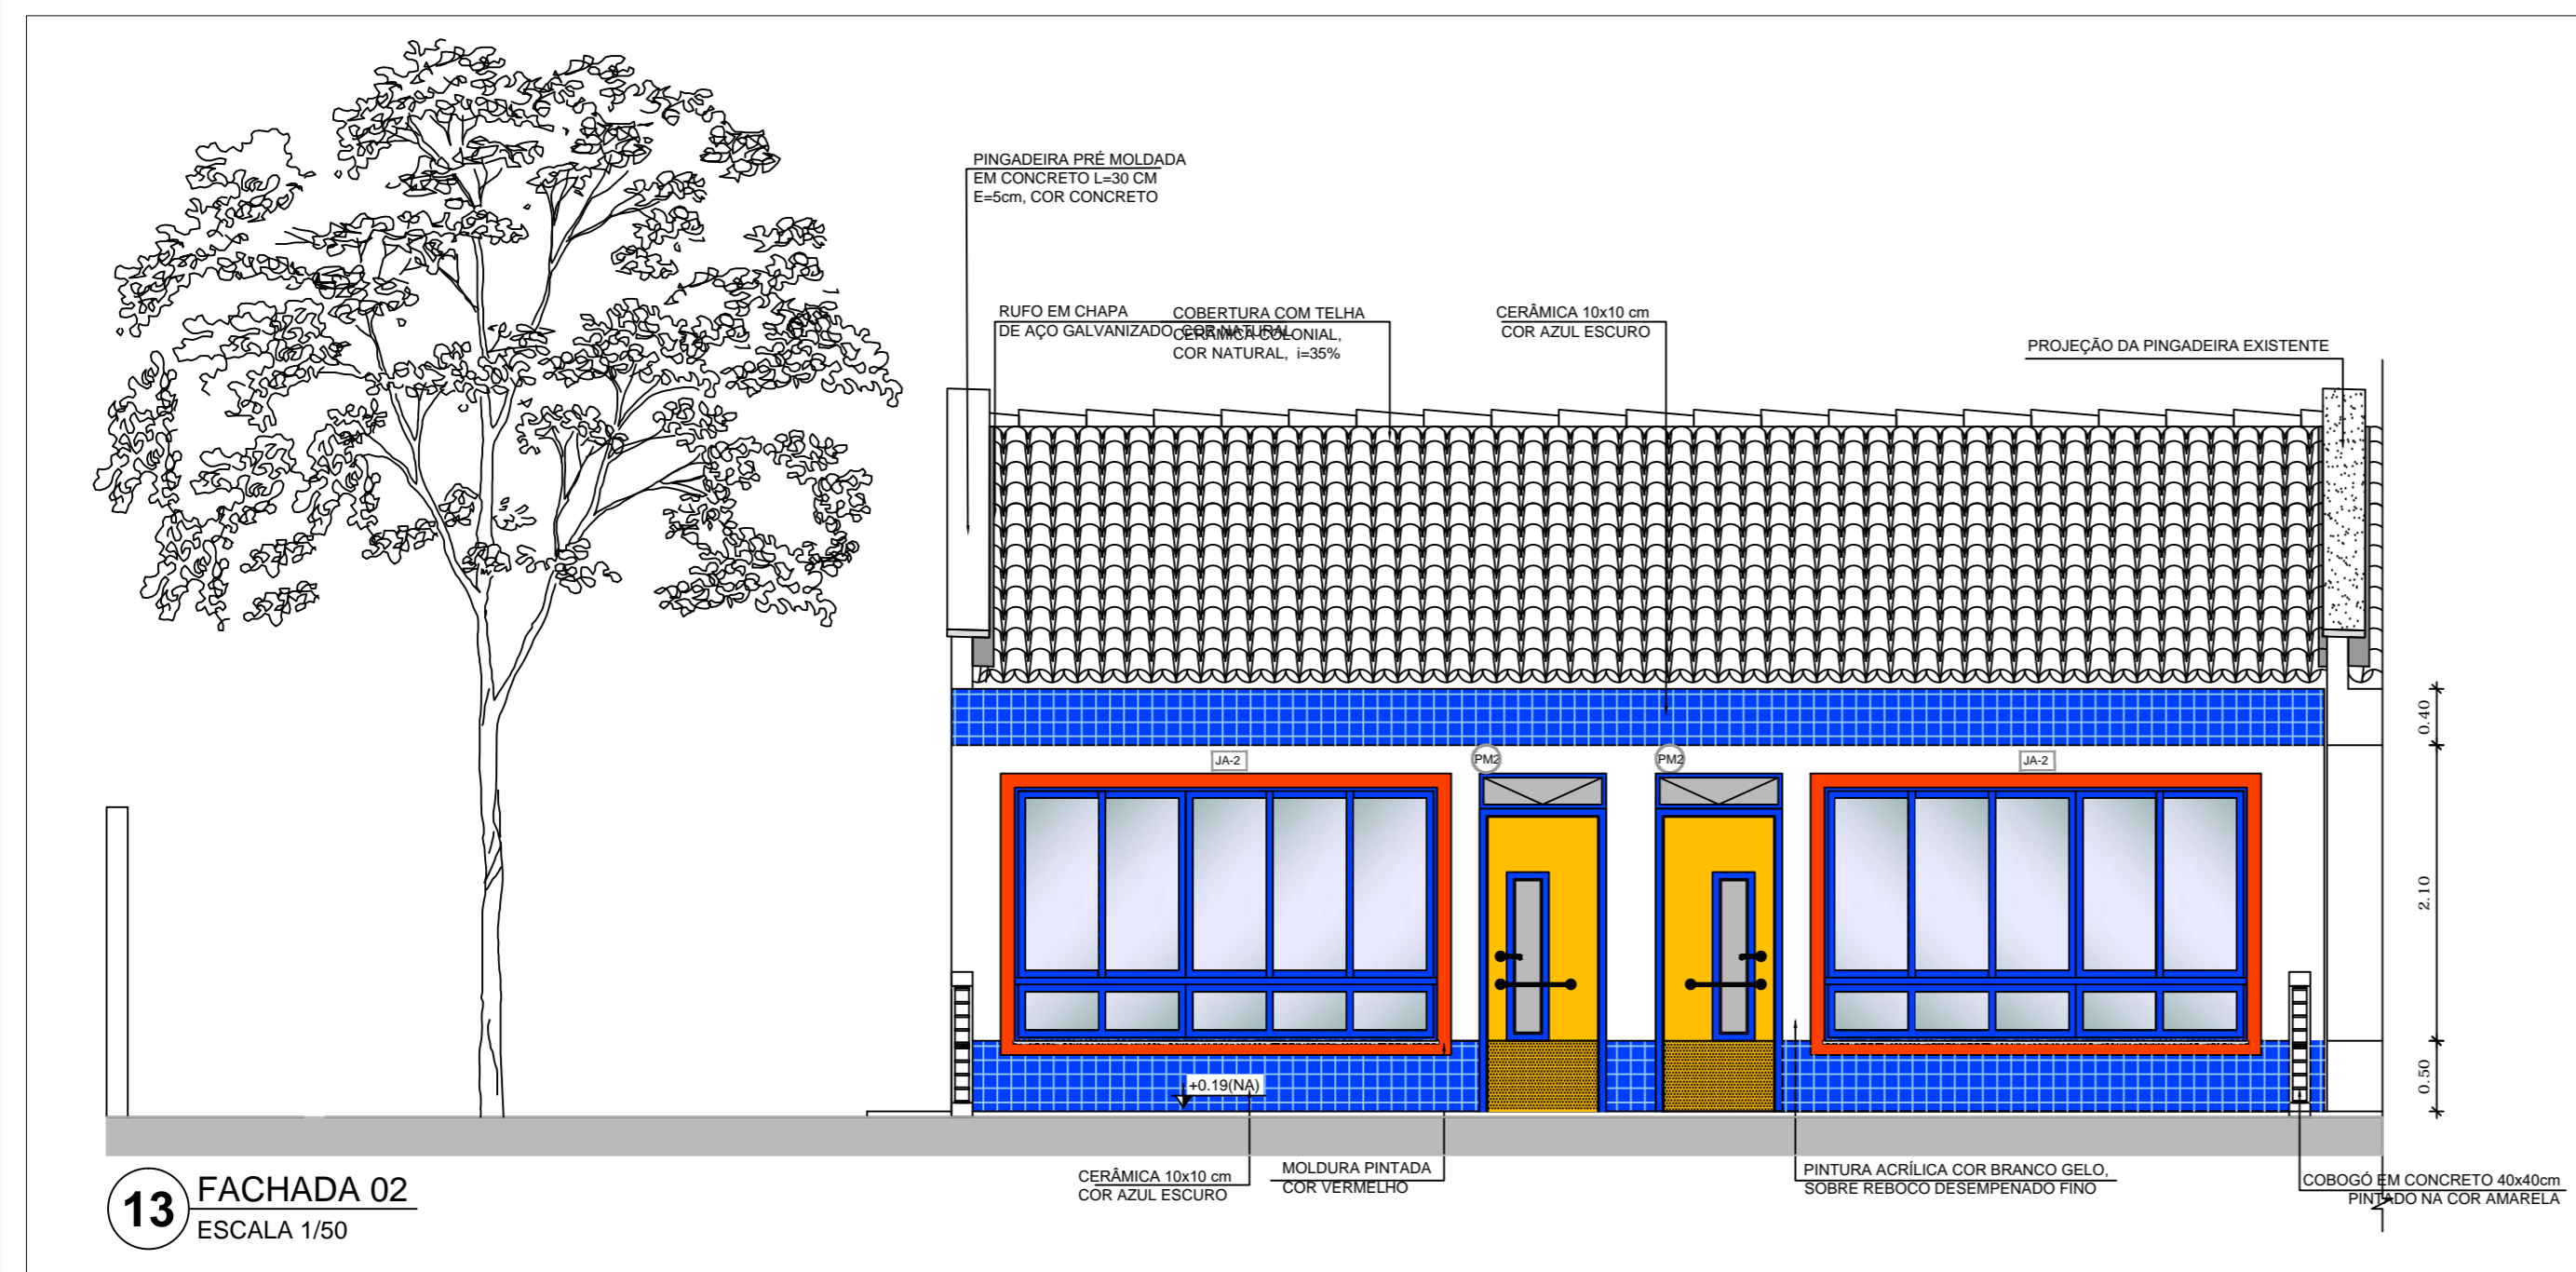 PINGADEIRA PRÉ MOLDADA
EM CONCRETO L=30 CM
E=5cm, COR CONCRETO
RUFO EM CHAPA
DE AÇO GALVANIZADO, COR NATURAL
COBERTURA COM TELHA
CERÂMICA COLONIAL,
COR NATURAL, i=35%
CERÂMICA 10x10 cm
COR AZUL ESCURO
PROJEÇÃO DA PINGADEIRA EXISTENTE
0.40
2.10
0.50
JA-2
PM2
PM2
JA-2
+0.19(NA)
CERÂMICA 10x10 cm
COR AZUL ESCURO
MOLDURA PINTADA
COR VERMELHO
PINTURA ACRÍLICA COR BRANCO GELO,
SOBRE REBOCO DESEMPENADO FINO
COBOGÓ EM CONCRETO 40x40cm
PINTADO NA COR AMARELA
13
FACHADA 02
ESCALA 1/50